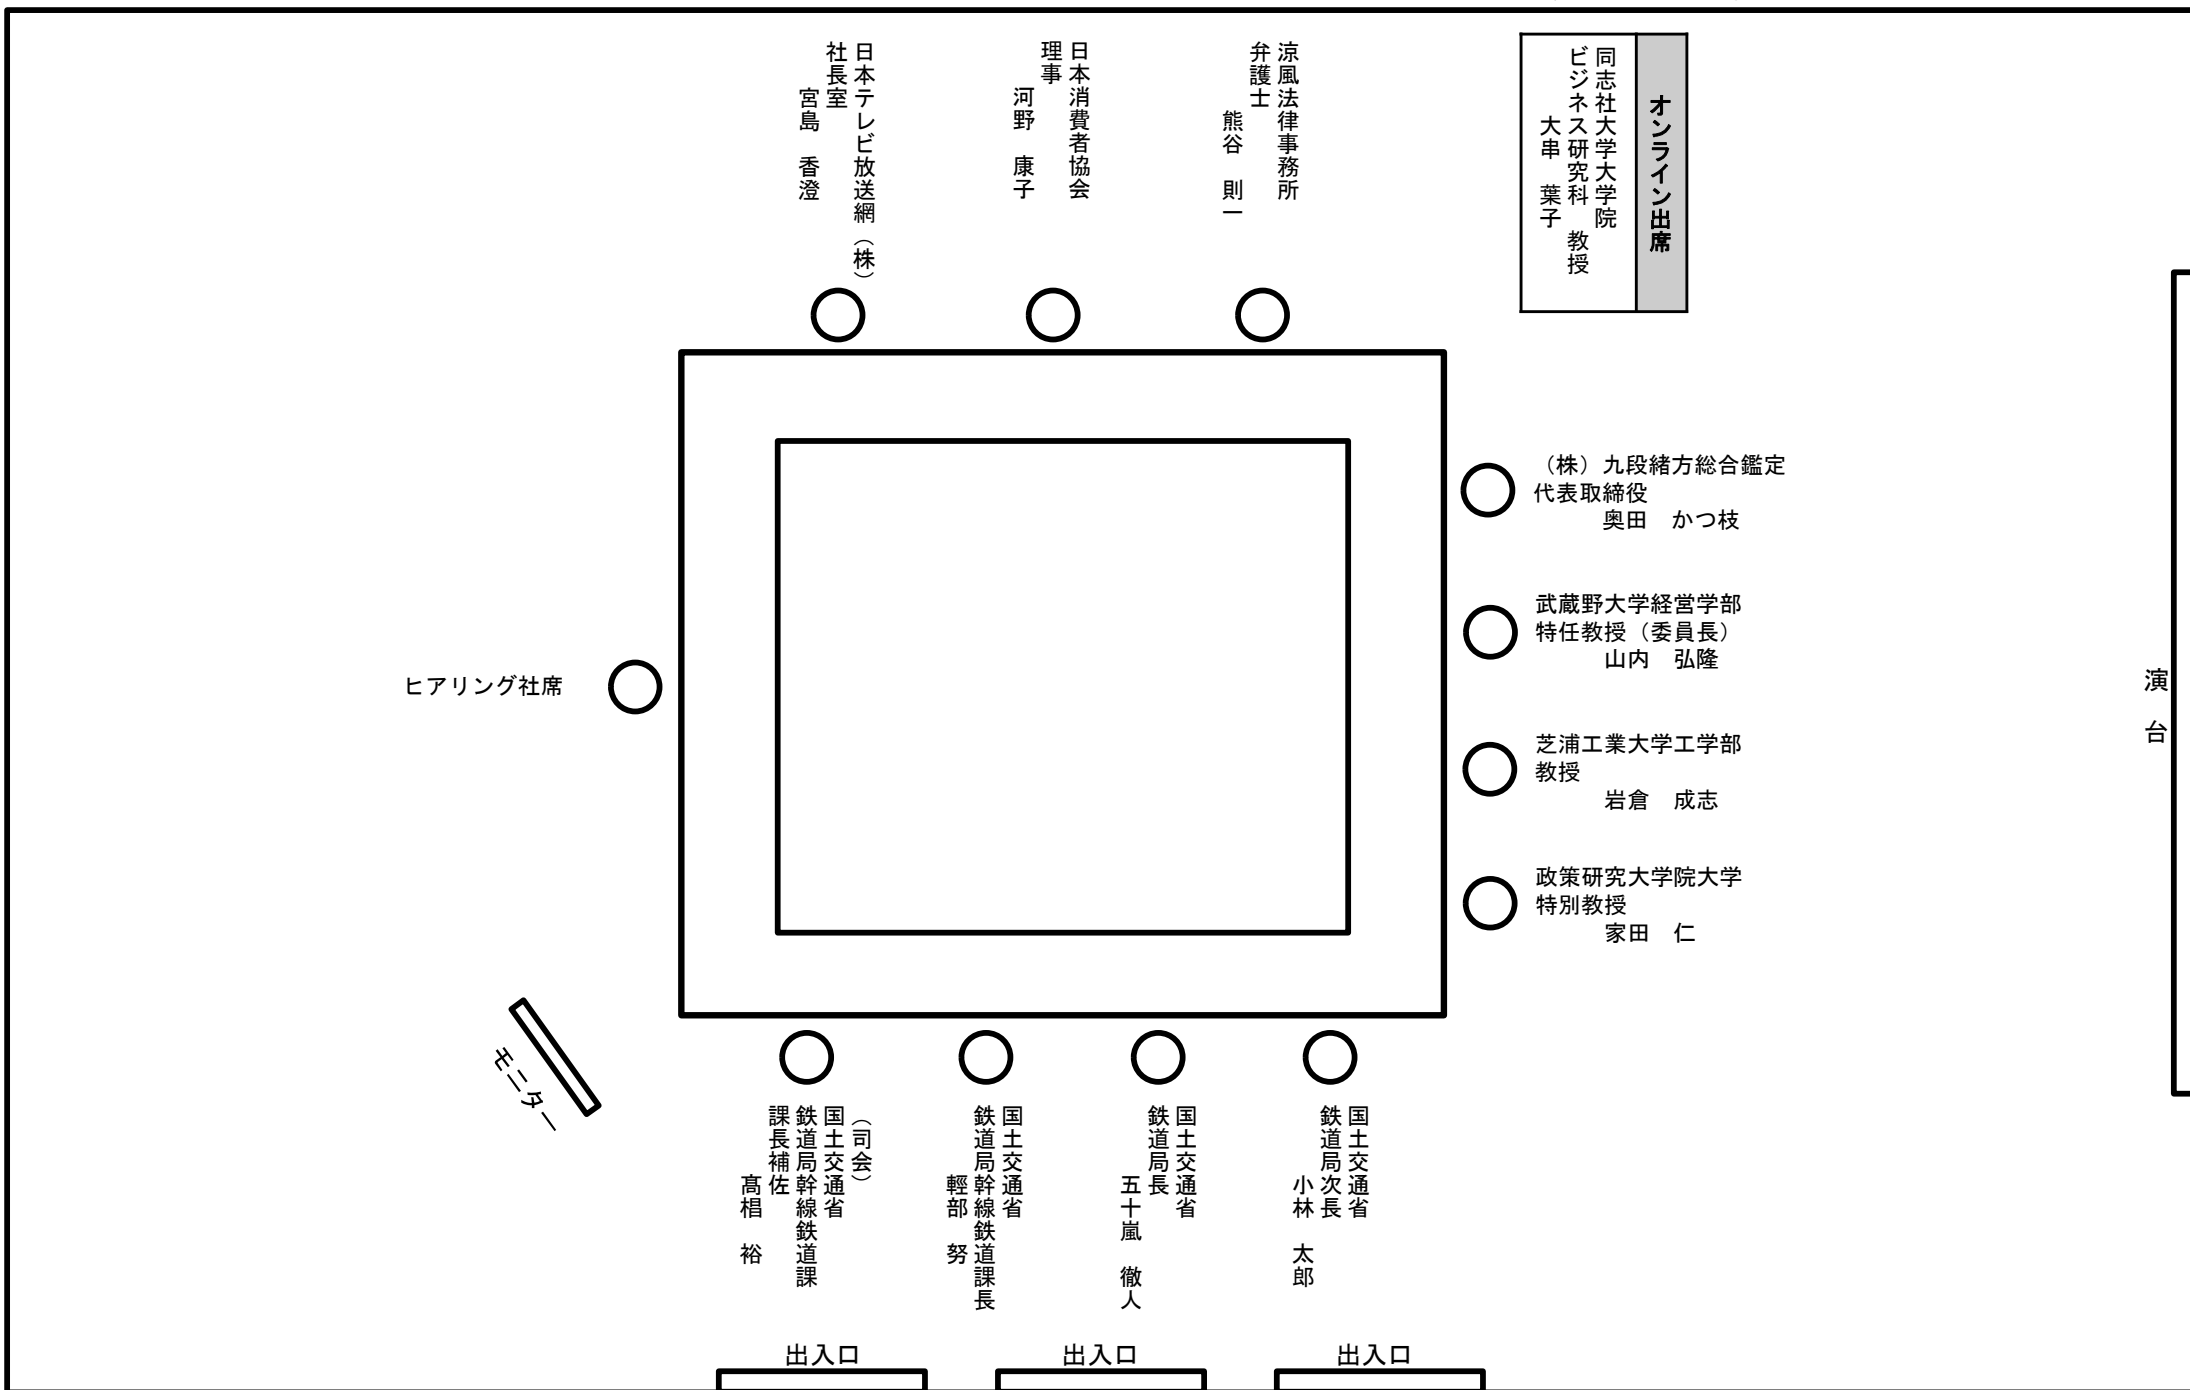 オンライン出席
同志社大学大学院
ビジネス研究科 教授
大串 葉子
涼風法律事務所
弁護士
熊谷 則一
日本消費者協会
理事
河野 康子
日本テレビ放送網(株)
社長室
宮島 香澄
(株)九段緒方総合鑑定
代表取締役
奥田 かつ枝
武蔵野大学経営学部
特任教授(委員長)
山内 弘隆
芝浦工業大学工学部
教授
岩倉 成志
政策研究大学院大学
特別教授
家田 仁
演台
ヒアリング社席
モニター
国土交通省
鉄道局次長
小林 太郎
国土交通省
鉄道局長
五十嵐 徹人
国土交通省
鉄道局幹線鉄道課長
輕部 努
(司会)
国土交通省
鉄道局幹線鉄道課
課長補佐
髙椙 裕
出入口
出入口
出入口